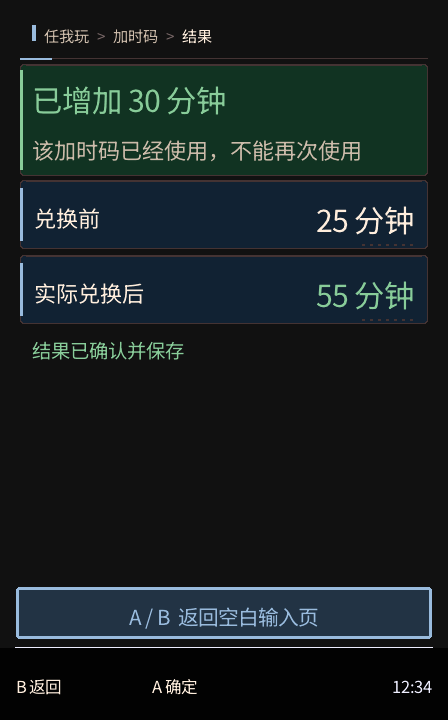 任我玩 > 加时码 > 结果
已增加 30 分钟
该加时码已经使用，不能再次使用
兑换前 25 分钟
实际兑换后 55 分钟
结果已确认并保存
A / B 返回空白输入页
B 返回 A 确定 12:34